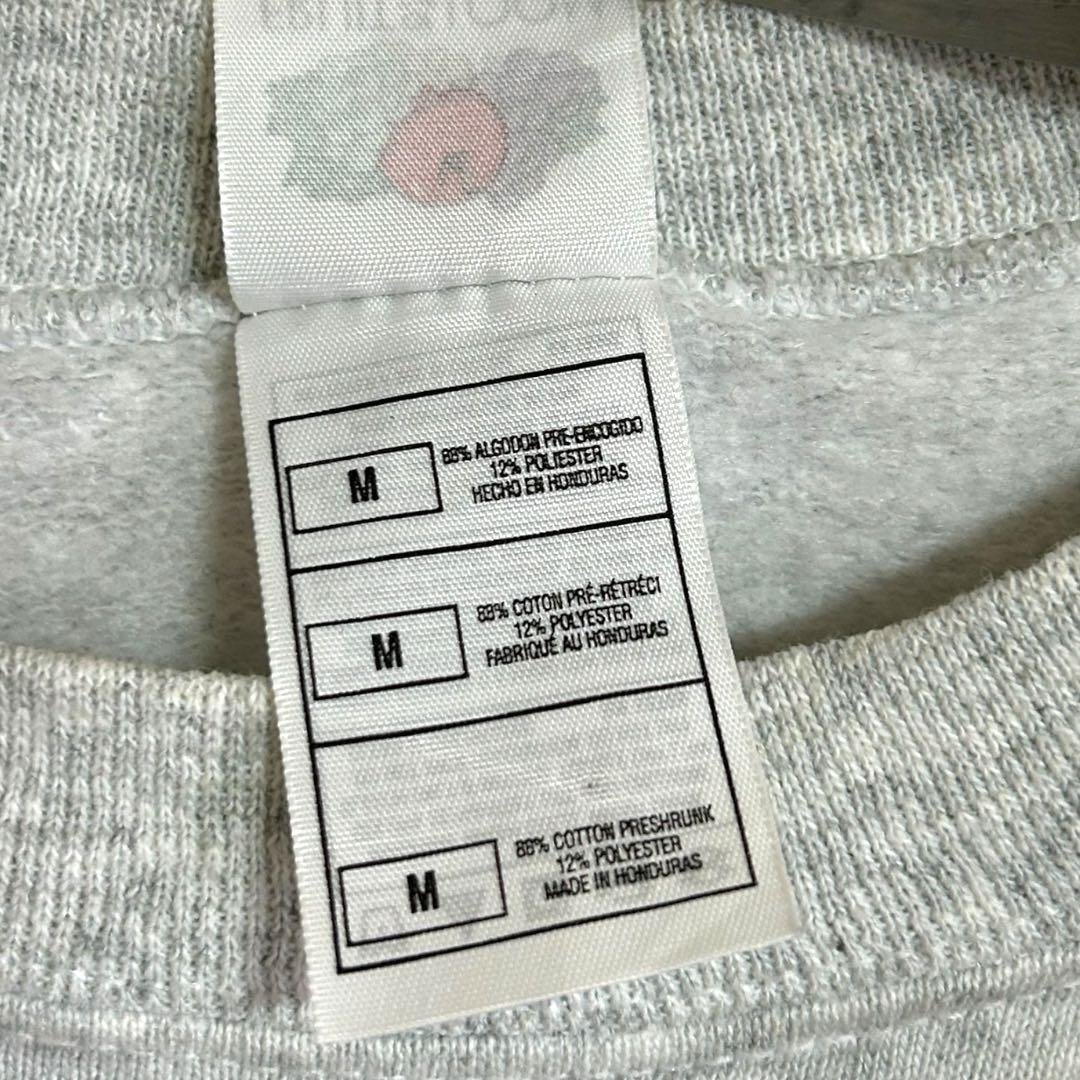 M
88% ALGODON PRE-ENCOGIDO
12% POLIESTER
HECHO EN HONDURAS
M
88% COTON PRÉ-RÉTRÉCI
12% POLYESTER
FABRIQUÉ AU HONDURAS
M
88% COTTON PRESHRUNK
12% POLYESTER
MADE IN HONDURAS